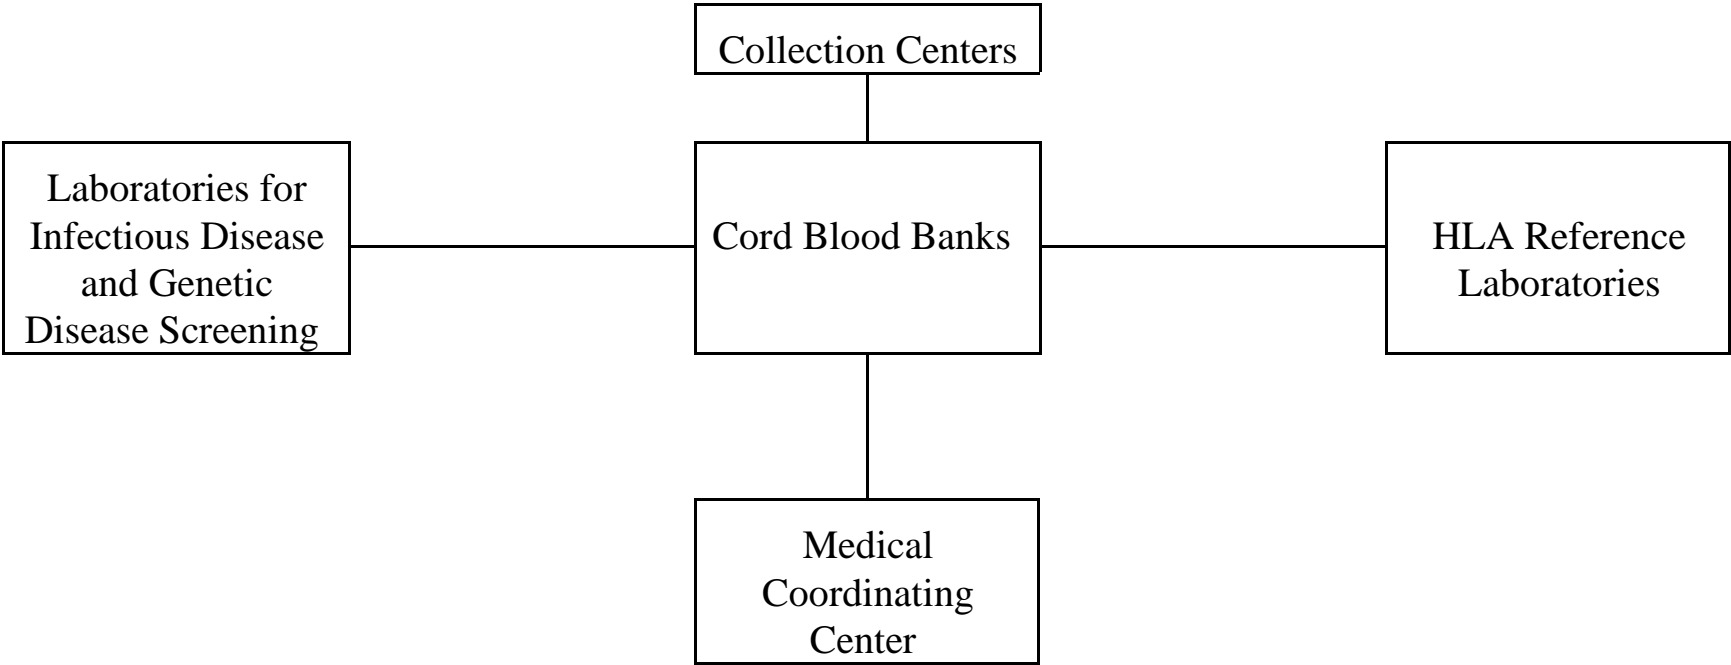 Collection Centers
Laboratories for
Infectious Disease
and Genetic
Disease Screening
Cord Blood Banks
HLA Reference
Laboratories
Medical
Coordinating
Center